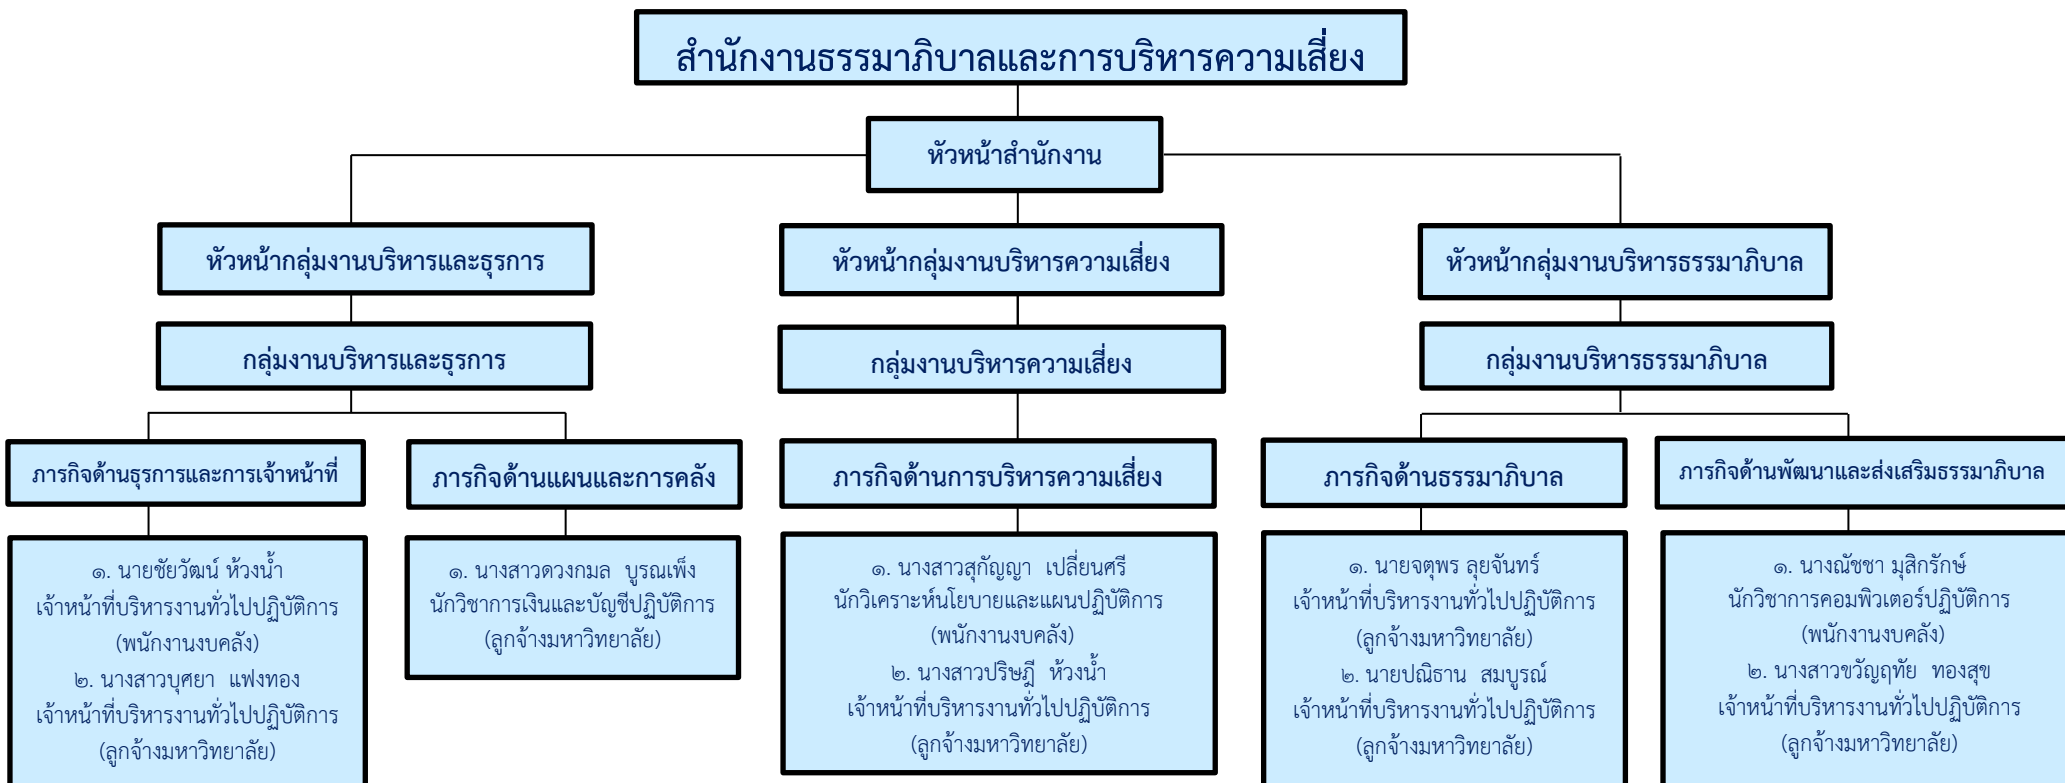 สำนักงานธรรมาภิบาลและการบริหารความเสี่ยง
หัวหน้าสำนักงาน
หัวหน้ากลุ่มงานบริหารและธุรการ
หัวหน้ากลุ่มงานบริหารความเสี่ยง
หัวหน้ากลุ่มงานบริหารธรรมาภิบาล
กลุ่มงานบริหารและธุรการ
กลุ่มงานบริหารความเสี่ยง
กลุ่มงานบริหารธรรมาภิบาล
ภารกิจด้านธุรการและการเจ้าหน้าที่
ภารกิจด้านแผนและการคลัง
ภารกิจด้านการบริหารความเสี่ยง
ภารกิจด้านธรรมาภิบาล
ภารกิจด้านพัฒนาและส่งเสริมธรรมาภิบาล
๑. นายชัยวัฒน์ ห้วงน้ำ
เจ้าหน้าที่บริหารงานทั่วไปปฏิบัติการ
(พนักงานงบคลัง)
๒. นางสาวบุศยา แฟงทอง
เจ้าหน้าที่บริหารงานทั่วไปปฏิบัติการ
(ลูกจ้างมหาวิทยาลัย)
๑. นางสาวดวงกมล บูรณเพ็ง
นักวิชาการเงินและบัญชีปฏิบัติการ
(ลูกจ้างมหาวิทยาลัย)
๑. นางสาวสุกัญญา เปลี่ยนศรี
นักวิเคราะห์นโยบายและแผนปฏิบัติการ
(พนักงานงบคลัง)
๒. นางสาวปริษฎี ห้วงน้ำ
เจ้าหน้าที่บริหารงานทั่วไปปฏิบัติการ
(ลูกจ้างมหาวิทยาลัย)
๑. นายจตุพร ลุยจันทร์
เจ้าหน้าที่บริหารงานทั่วไปปฏิบัติการ
(ลูกจ้างมหาวิทยาลัย)
๒. นายปณิธาน สมบูรณ์
เจ้าหน้าที่บริหารงานทั่วไปปฏิบัติการ
(ลูกจ้างมหาวิทยาลัย)
๑. นางณัชชา มุสิกรักษ์
นักวิชาการคอมพิวเตอร์ปฏิบัติการ
(พนักงานงบคลัง)
๒. นางสาวขวัญฤทัย ทองสุข
เจ้าหน้าที่บริหารงานทั่วไปปฏิบัติการ
(ลูกจ้างมหาวิทยาลัย)